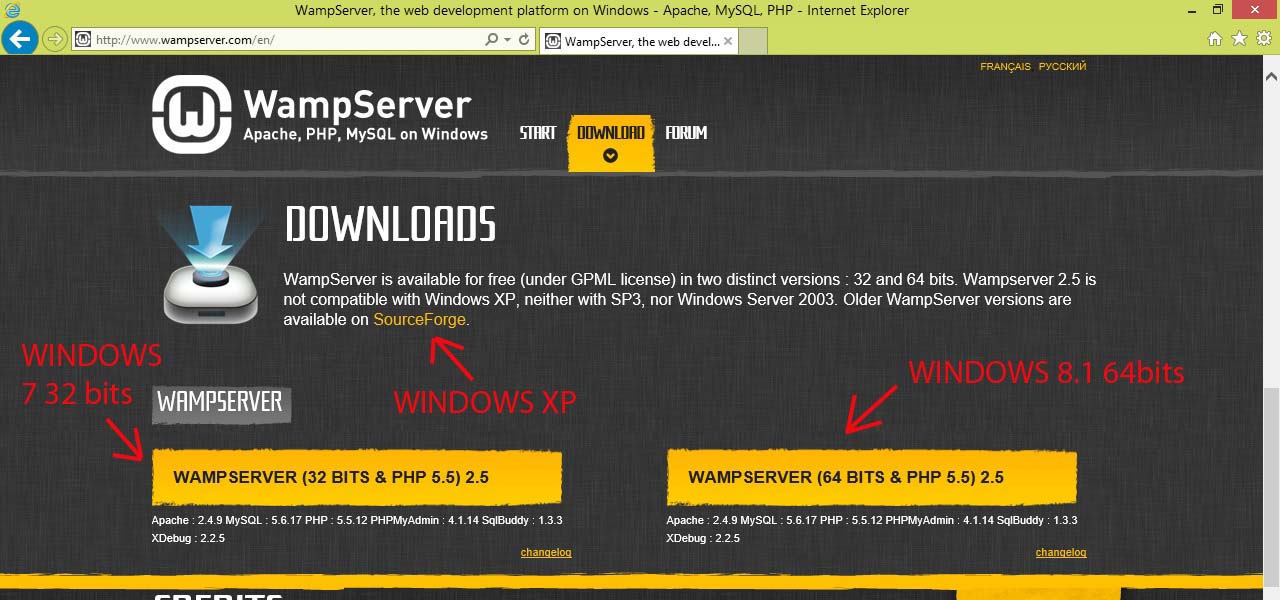 WampServer, the web development platform on Windows - Apache, MySQL, PHP - Internet Explorer
http://www.wampserver.com/en/
WampServer, the web devel...
FRANÇAIS РУССКИЙ
WampServer
Apache, PHP, MySQL on Windows
START DOWNLOAD FORUM
DOWNLOADS
WampServer is available for free (under GPML license) in two distinct versions : 32 and 64 bits. Wampserver 2.5 is
not compatible with Windows XP, neither with SP3, nor Windows Server 2003. Older WampServer versions are
available on SourceForge.
WINDOWS
7 32 bits
WINDOWS XP
WINDOWS 8.1 64bits
WAMPSERVER
WAMPSERVER (32 BITS & PHP 5.5) 2.5
Apache : 2.4.9 MySQL : 5.6.17 PHP : 5.5.12 PHPMyAdmin : 4.1.14 SqlBuddy : 1.3.3
XDebug : 2.2.5
changelog
WAMPSERVER (64 BITS & PHP 5.5) 2.5
Apache : 2.4.9 MySQL : 5.6.17 PHP : 5.5.12 PHPMyAdmin : 4.1.14 SqlBuddy : 1.3.3
XDebug : 2.2.5
changelog
CREDITS